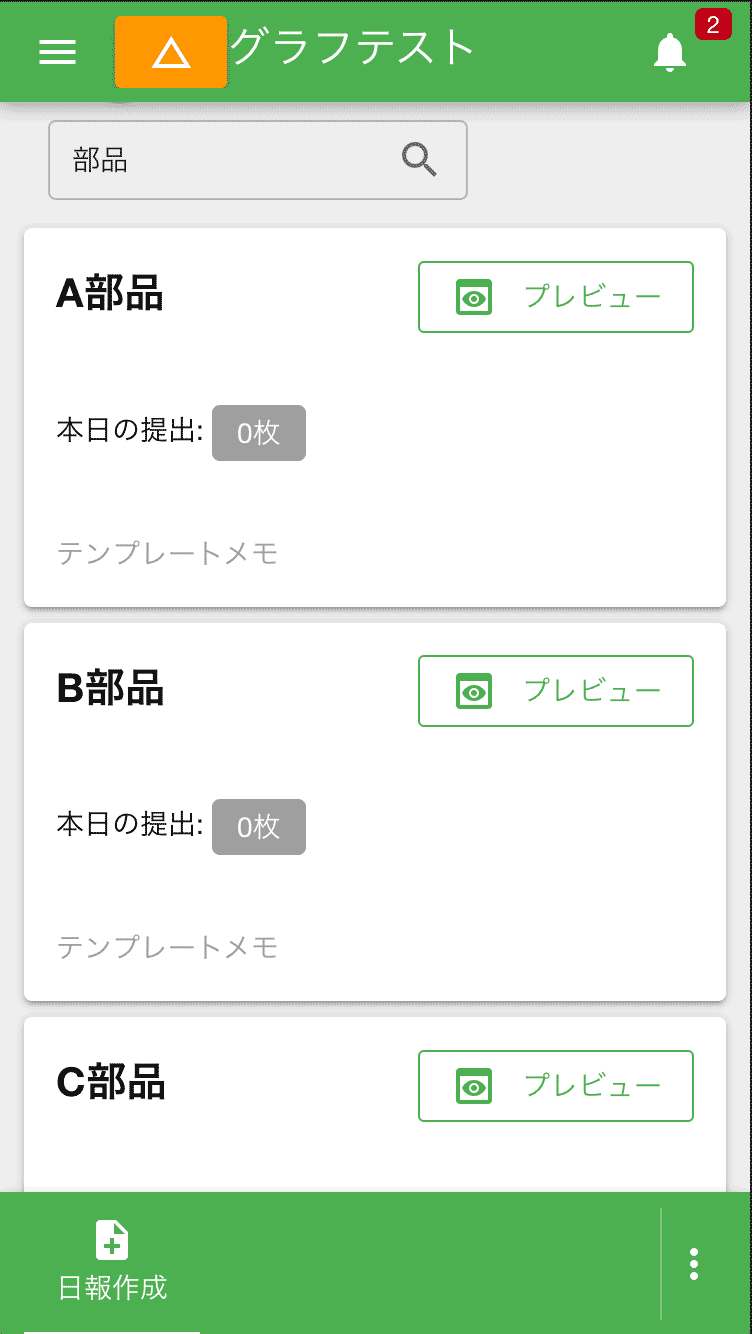 グラフテスト
2
部品
A部品
プレビュー
本日の提出: 0枚
テンプレートメモ
B部品
プレビュー
本日の提出: 0枚
テンプレートメモ
C部品
プレビュー
日報作成